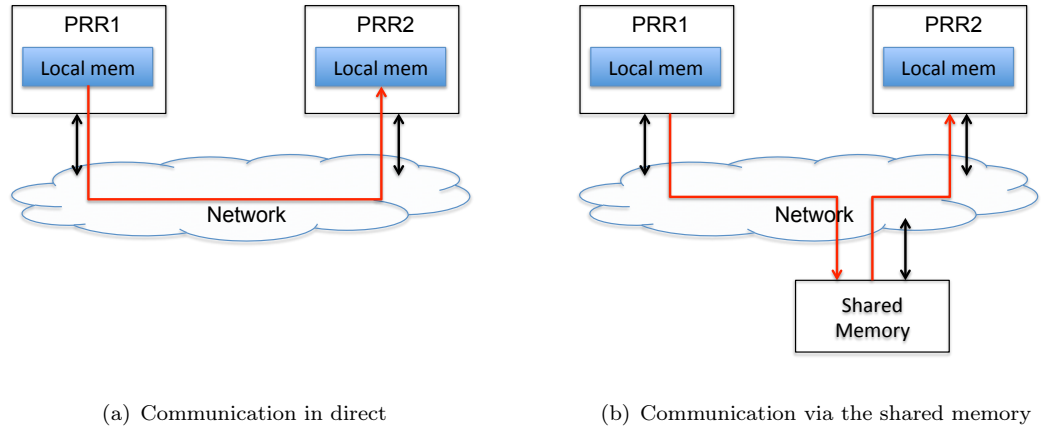 PRR1
Local mem
PRR2
Local mem
Network
(a) Communication in direct
PRR1
Local mem
PRR2
Local mem
Network
Shared
Memory
(b) Communication via the shared memory